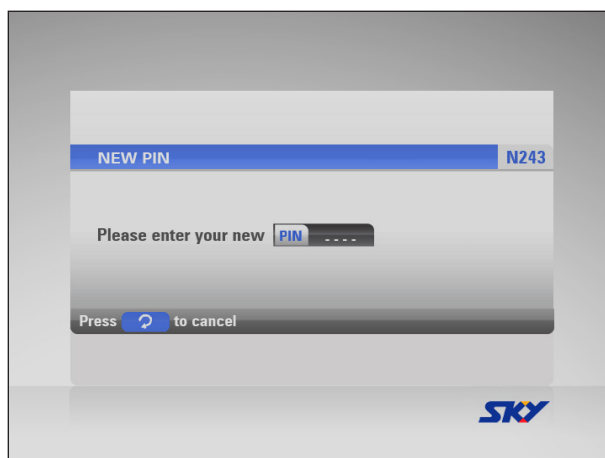 NEW PIN N243
Please enter your new PIN _ _ _ _
Press to cancel
SKY